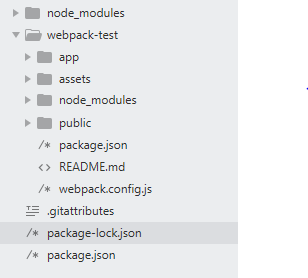 node_modules
webpack-test
app
assets
node_modules
public
/* package.json
<> README.md
/* webpack.config.js
.gitattributes
/* package-lock.json
/* package.json